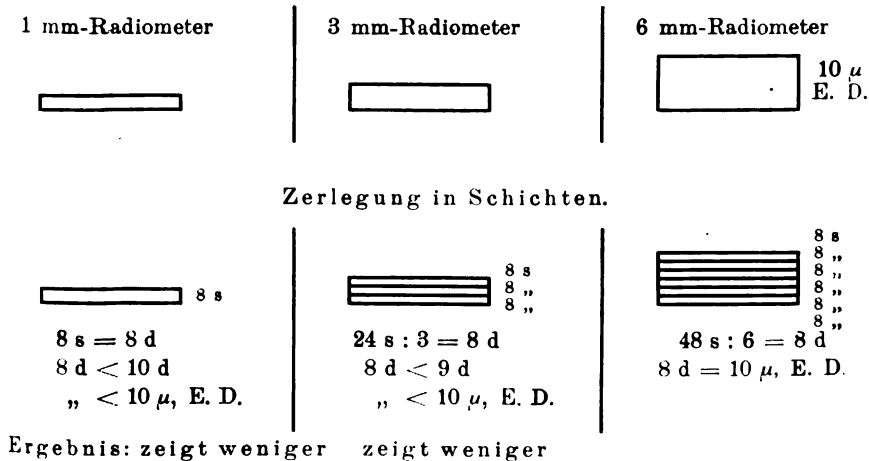 1 mm-Radiometer
3 mm-Radiometer
6 mm-Radiometer
10 μ
E. D.
Zerlegung in Schichten.
8 s
8 s
8 „
8 „
8 s
8 „
8 „
8 „
8 „
8 „
8 s = 8 d
8 d < 10 d
„ < 10 μ, E. D.
24 s : 3 = 8 d
8 d < 9 d
„ < 10 μ, E. D.
48 s : 6 = 8 d
8 d = 10 μ, E. D.
Ergebnis: zeigt weniger zeigt weniger